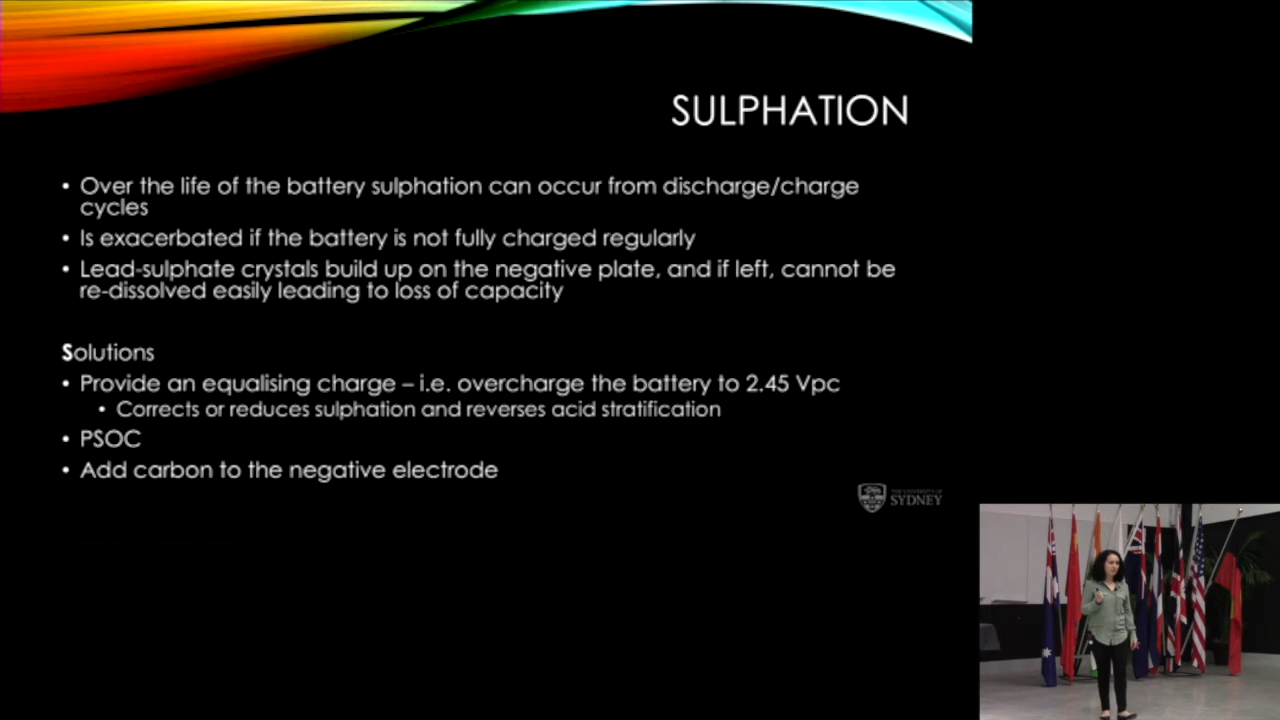 SULPHATION
• Over the life of the battery sulphation can occur from discharge/charge
cycles
• Is exacerbated if the battery is not fully charged regularly
• Lead-sulphate crystals build up on the negative plate, and if left, cannot be
re-dissolved easily leading to loss of capacity
Solutions
• Provide an equalising charge – i.e. overcharge the battery to 2.45 Vpc
• Corrects or reduces sulphation and reverses acid stratification
• PSOC
• Add carbon to the negative electrode
THE UNIVERSITY OF
SYDNEY